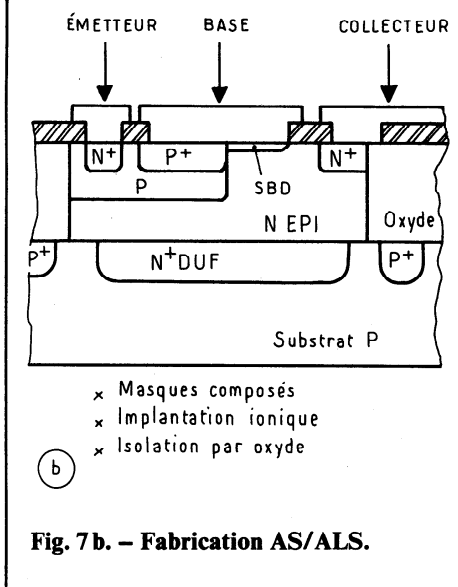 ÉMETTEUR BASE COLLECTEUR
N+ P+ N+
P SBD
N EPI Oxyde
P+ N+DUF P+
Substrat P
× Masques composés
× Implantation ionique
× Isolation par oxyde
b
Fig. 7b. – Fabrication AS/ALS.